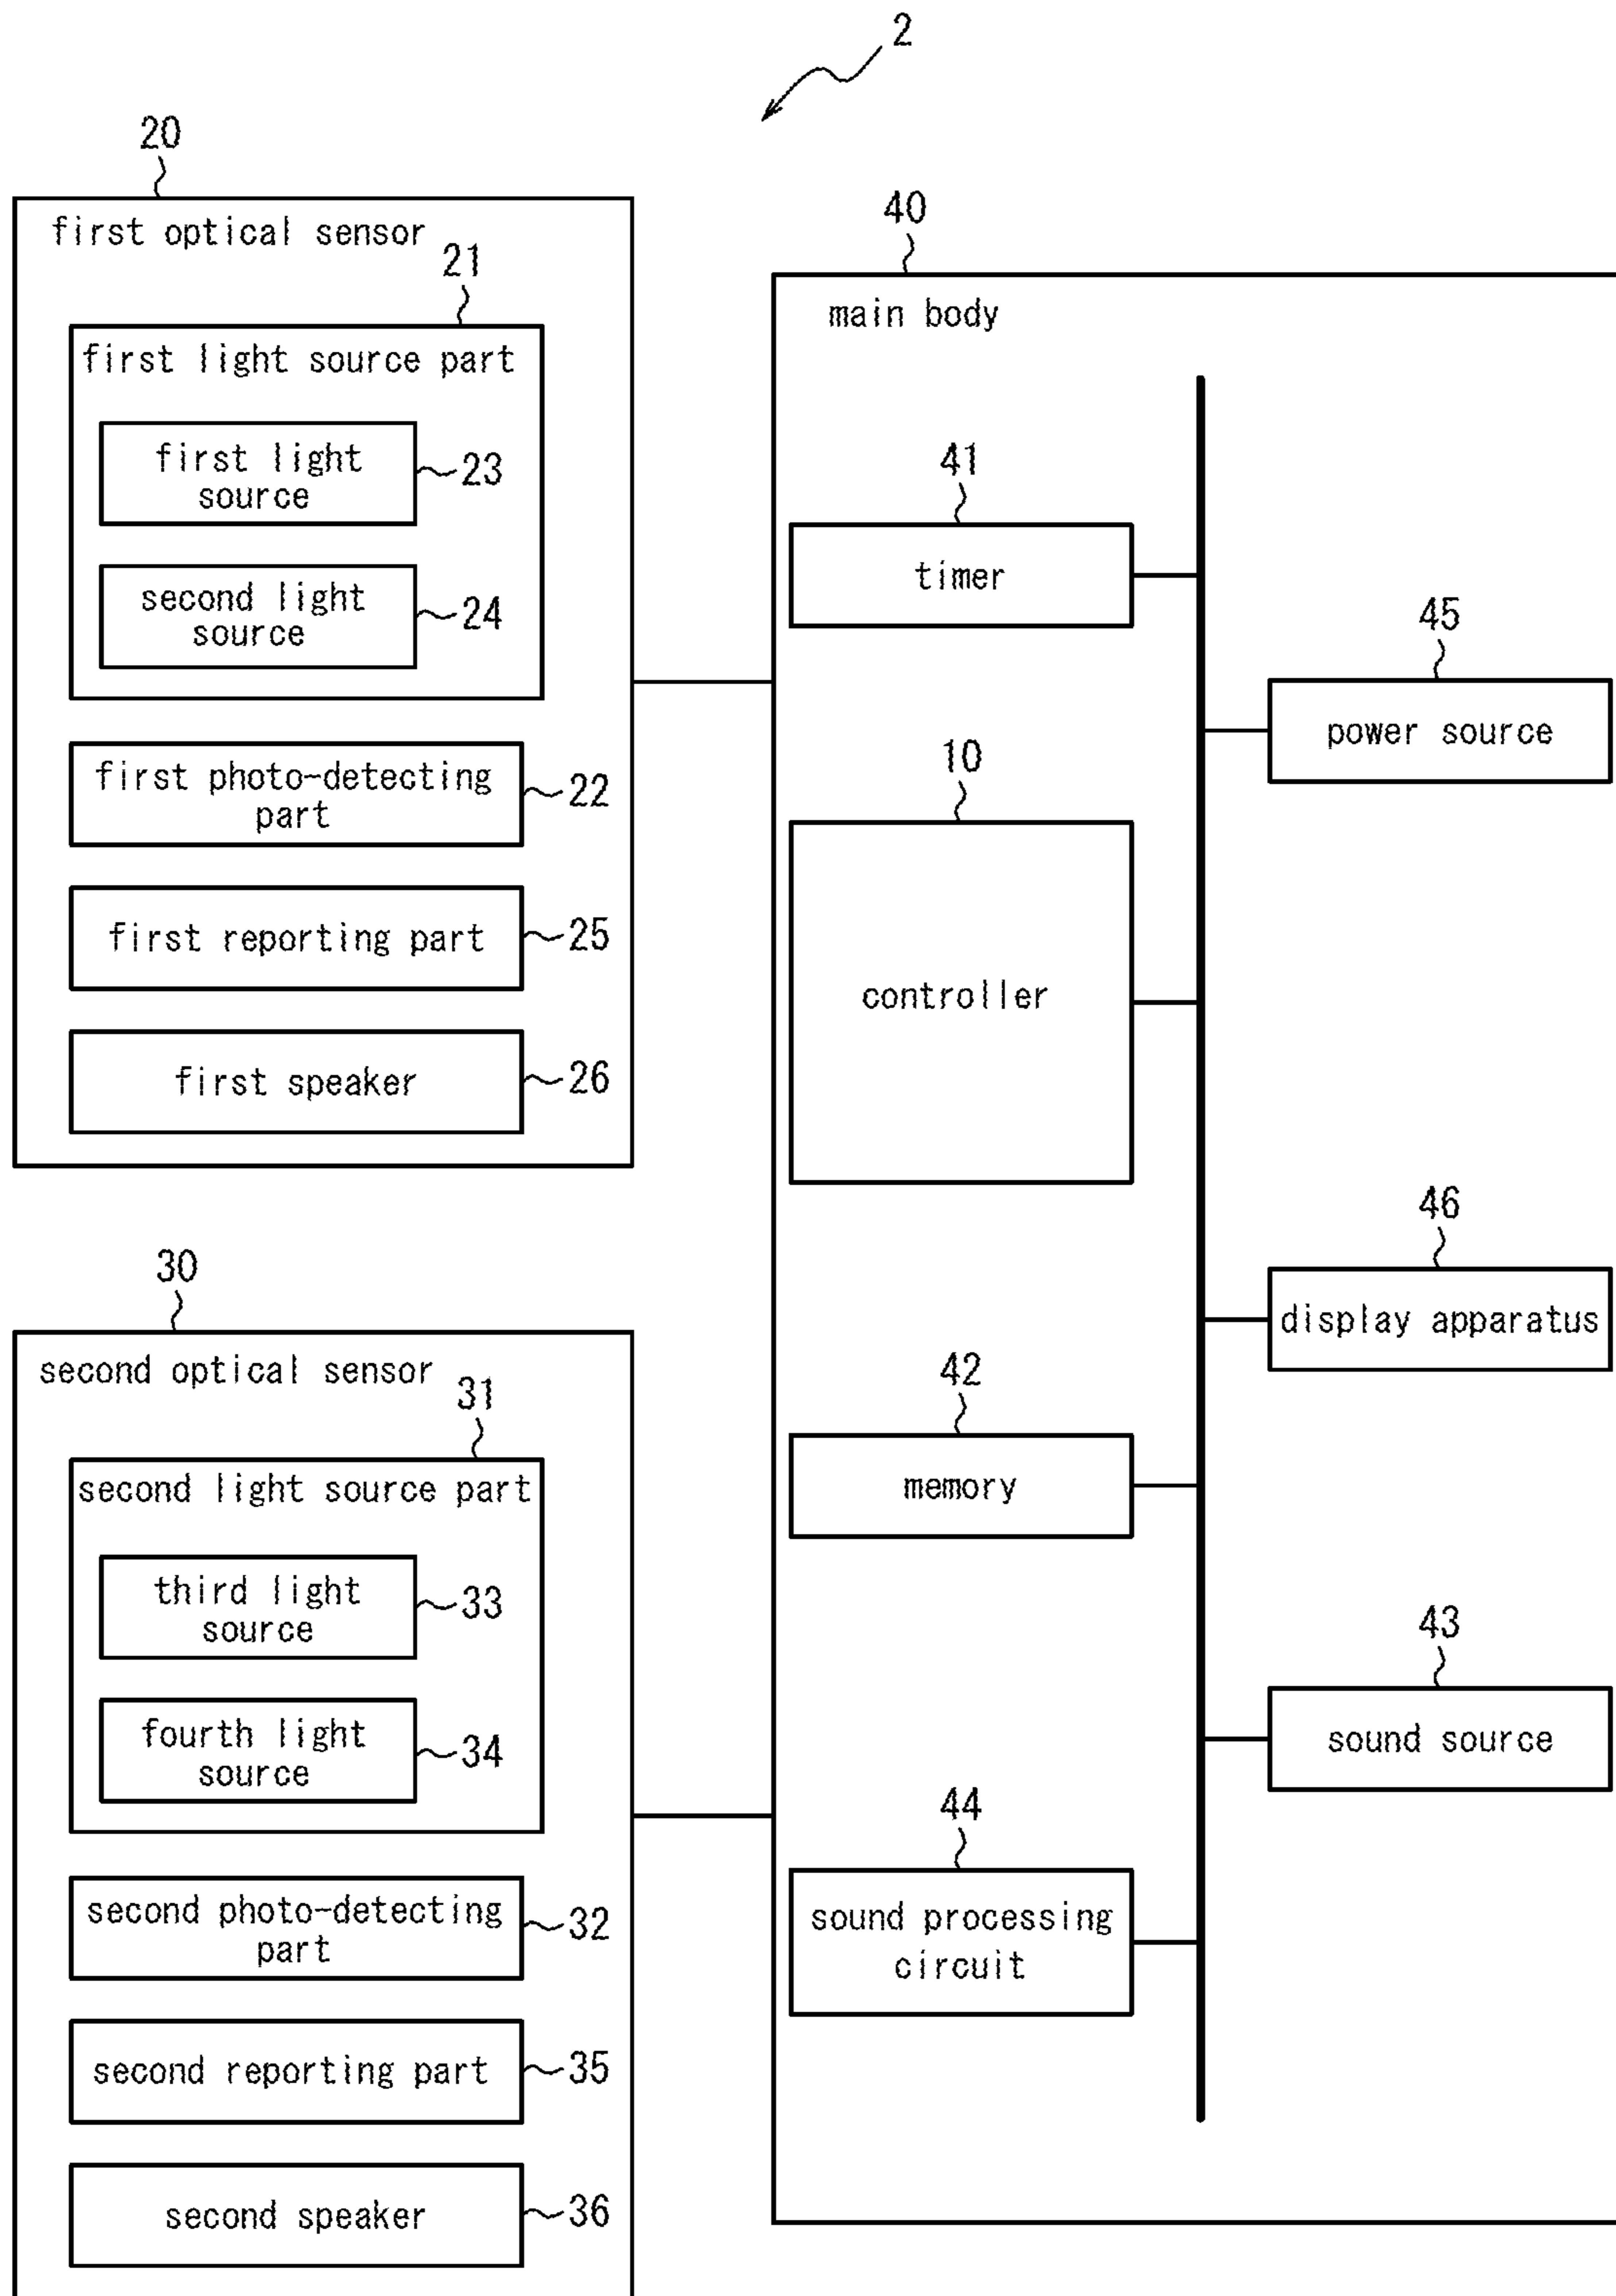 2
20
first optical sensor
21
first light source part
first light
source
23
second light
source
24
first photo-detecting
part
22
first reporting part
25
first speaker
26
30
second optical sensor
31
second light source part
third light
source
33
fourth light
source
34
second photo-detecting
part
32
second reporting part
35
second speaker
36
40
main body
41
timer
45
power source
10
controller
46
display apparatus
42
memory
43
sound source
44
sound processing
circuit